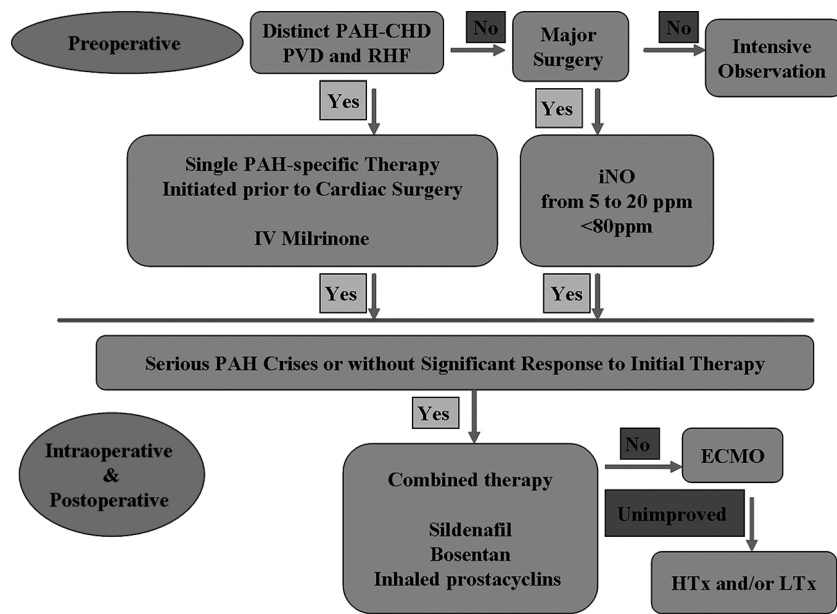 Preoperative
Distinct PAH-CHD
PVD and RHF
No
Major
Surgery
No
Intensive
Observation
Yes
Yes
Single PAH-specific Therapy
Initiated prior to Cardiac Surgery
IV Milrinone
iNO
from 5 to 20 ppm
<80ppm
Yes
Yes
Serious PAH Crises or without Significant Response to Initial Therapy
Yes
Intraoperative
&
Postoperative
Combined therapy
Sildenafil
Bosentan
Inhaled prostacyclins
No
ECMO
Unimproved
HTx and/or LTx